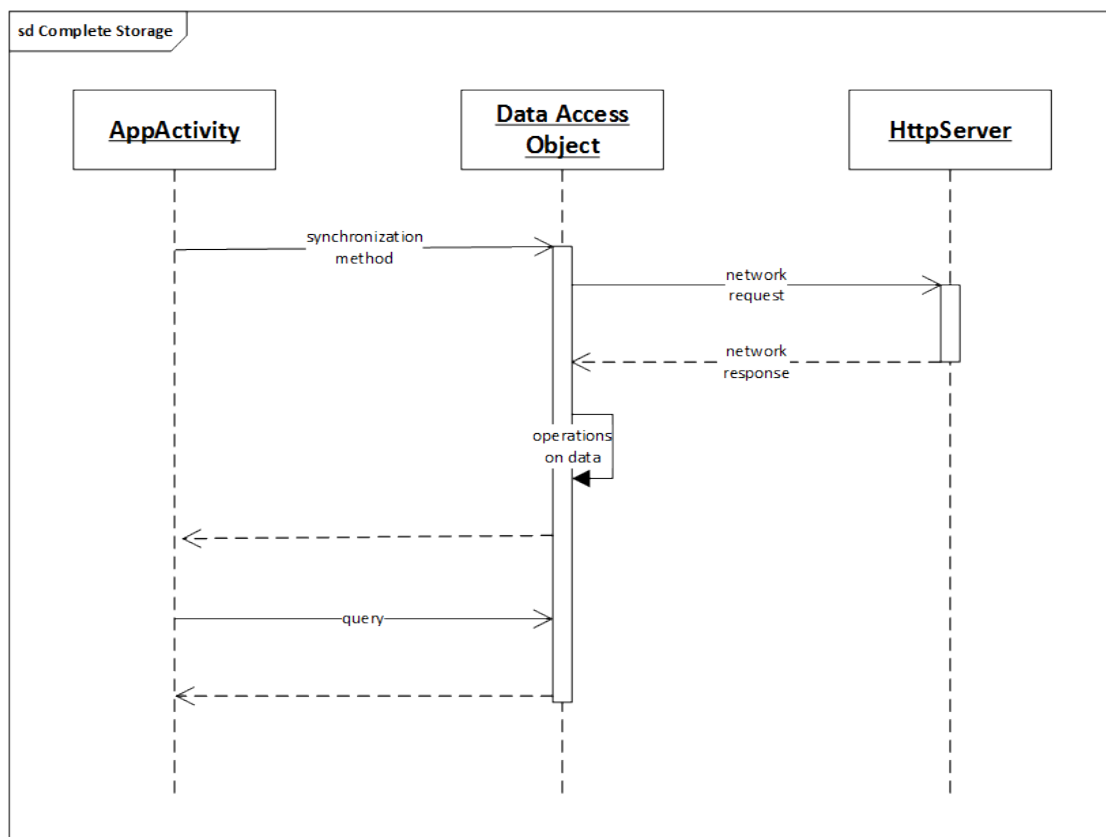 sd Complete Storage
AppActivity
Data Access
Object
HttpServer
synchronization
method
network
request
network
response
operations
on data
query